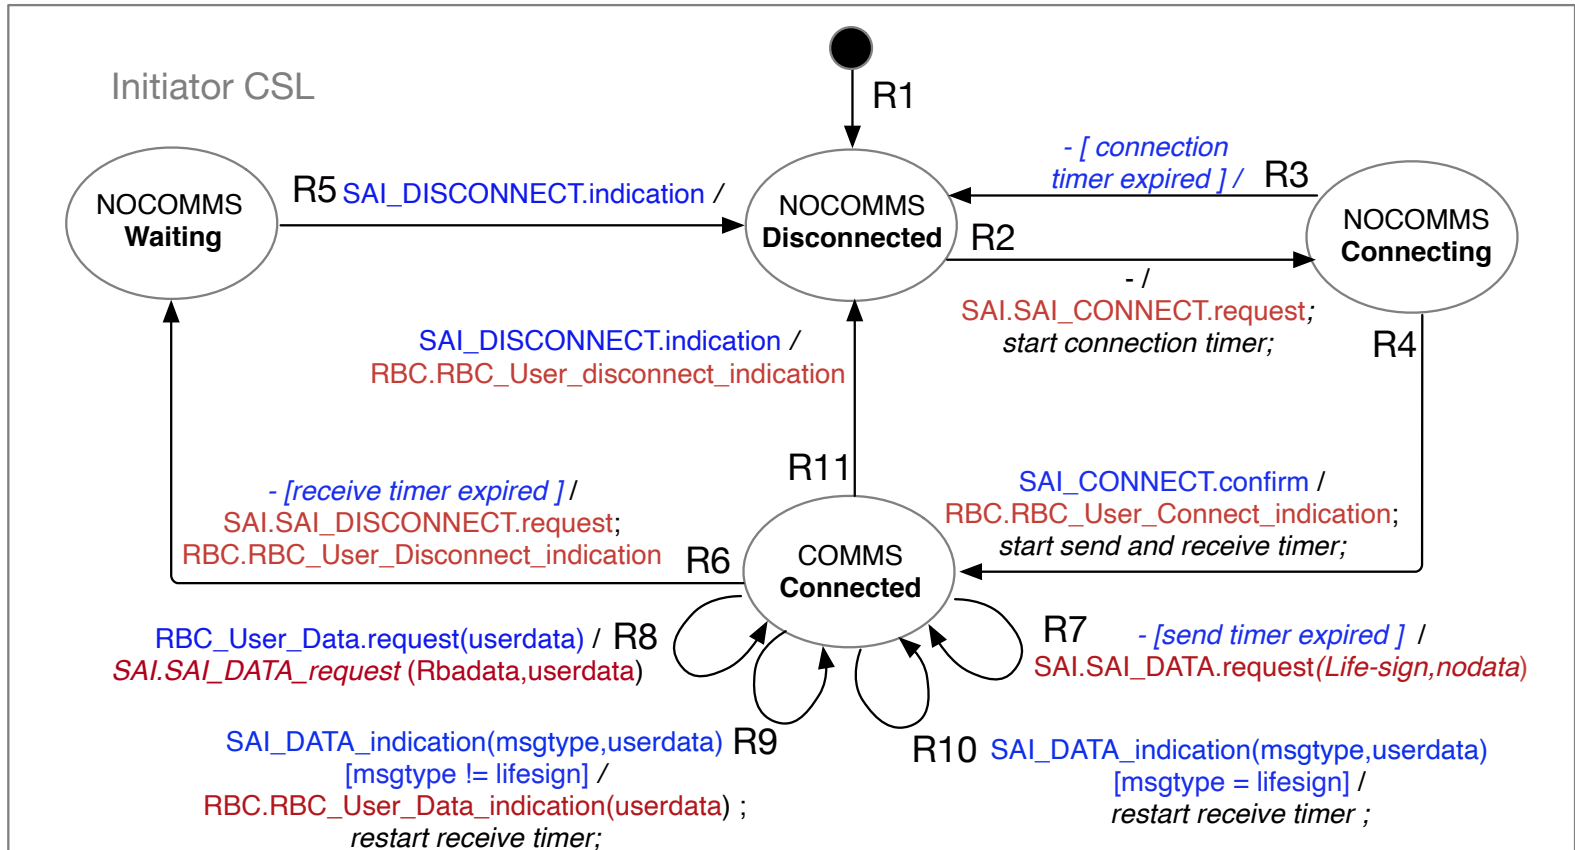 Initiator CSL
R1
- [ connection
timer expired ] /
R3
R5
SAI_DISCONNECT.indication /
NOCOMMS
Waiting
NOCOMMS
Disconnected
NOCOMMS
Connecting
R2
- /
SAI.SAI_CONNECT.request;
start connection timer;
R4
SAI_DISCONNECT.indication /
RBC.RBC_User_disconnect_indication
R11
- [receive timer expired ] /
SAI.SAI_DISCONNECT.request;
RBC.RBC_User_Disconnect_indication
R6
SAI_CONNECT.confirm /
RBC.RBC_User_Connect_indication;
start send and receive timer;
COMMS
Connected
RBC_User_Data.request(userdata) /
SAI.SAI_DATA_request (Rbadata,userdata)
R8
R7
- [send timer expired ] /
SAI.SAI_DATA.request(Life-sign,nodata)
SAI_DATA_indication(msgtype,userdata)
[msgtype != lifesign] /
RBC.RBC_User_Data_indication(userdata) ;
restart receive timer;
R9
R10
SAI_DATA_indication(msgtype,userdata)
[msgtype = lifesign] /
restart receive timer ;